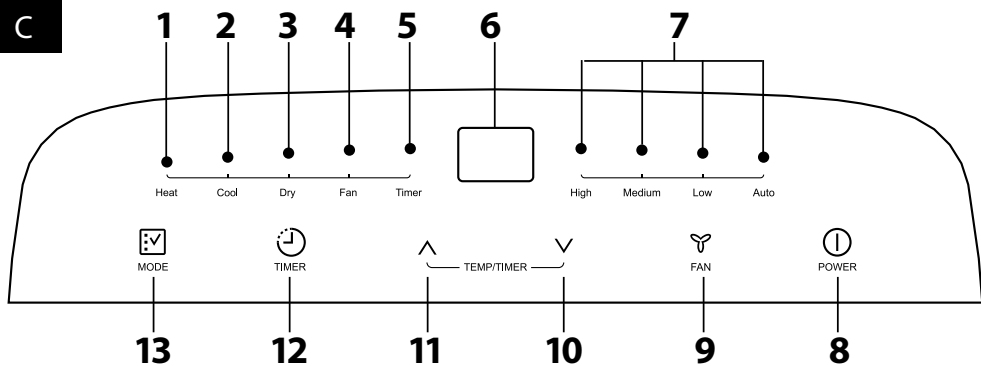 C
1 2 3 4 5 6 7
Heat Cool Dry Fan Timer High Medium Low Auto
MODE TIMER TEMP/TIMER FAN POWER
13 12 11 10 9 8